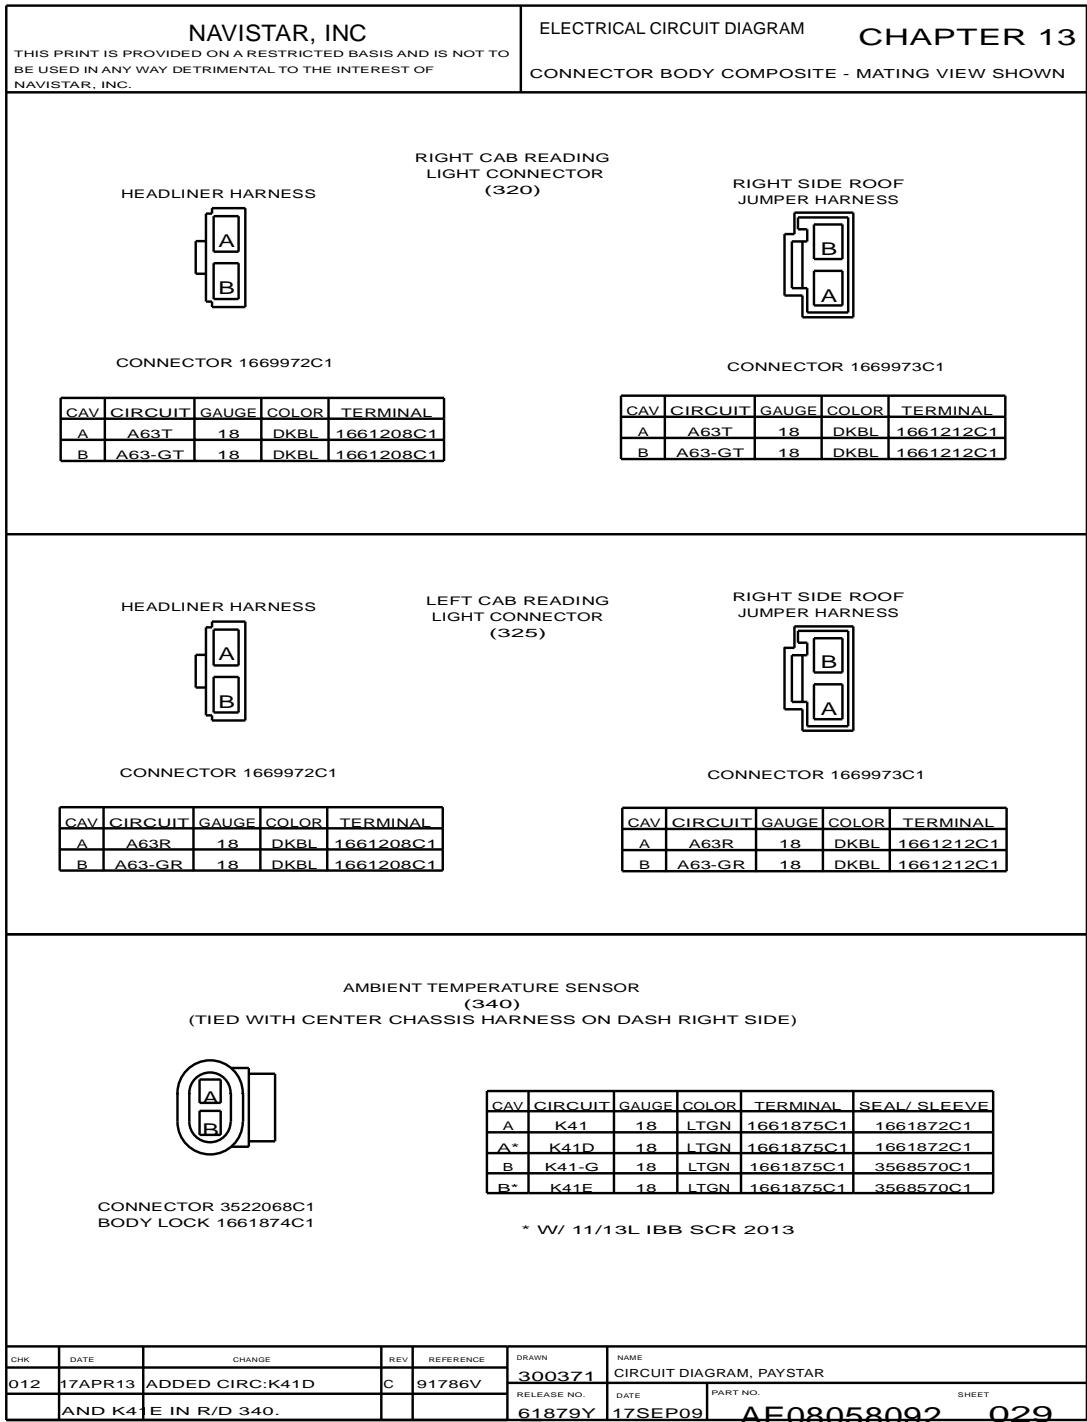 NAVISTAR, INC
THIS PRINT IS PROVIDED ON A RESTRICTED BASIS AND IS NOT TO
BE USED IN ANY WAY DETRIMENTAL TO THE INTEREST OF
NAVISTAR, INC.
ELECTRICAL CIRCUIT DIAGRAM
CHAPTER 13
CONNECTOR BODY COMPOSITE - MATING VIEW SHOWN
RIGHT CAB READING
LIGHT CONNECTOR
(320)
HEADLINER HARNESS
A
B
CONNECTOR 1669972C1
CAV CIRCUIT GAUGE COLOR TERMINAL
A A63T 18 DKBL 1661208C1
B A63-GT 18 DKBL 1661208C1
RIGHT SIDE ROOF
JUMPER HARNESS
B
A
CONNECTOR 1669973C1
CAV CIRCUIT GAUGE COLOR TERMINAL
A A63T 18 DKBL 1661212C1
B A63-GT 18 DKBL 1661212C1
LEFT CAB READING
LIGHT CONNECTOR
(325)
HEADLINER HARNESS
A
B
CONNECTOR 1669972C1
CAV CIRCUIT GAUGE COLOR TERMINAL
A A63R 18 DKBL 1661208C1
B A63-GR 18 DKBL 1661208C1
RIGHT SIDE ROOF
JUMPER HARNESS
B
A
CONNECTOR 1669973C1
CAV CIRCUIT GAUGE COLOR TERMINAL
A A63R 18 DKBL 1661212C1
B A63-GR 18 DKBL 1661212C1
AMBIENT TEMPERATURE SENSOR
(340)
(TIED WITH CENTER CHASSIS HARNESS ON DASH RIGHT SIDE)
A
B
CONNECTOR 3522068C1
BODY LOCK 1661874C1
CAV CIRCUIT GAUGE COLOR TERMINAL SEAL/ SLEEVE
A K41 18 LTGN 1661875C1 1661872C1
A* K41D 18 LTGN 1661875C1 1661872C1
B K41-G 18 LTGN 1661875C1 3568570C1
B* K41E 18 LTGN 1661875C1 3568570C1
* W/ 11/13L IBB SCR 2013
CHK DATE CHANGE REV REFERENCE
012 17APR13 ADDED CIRC:K41D C 91786V
AND K41E IN R/D 340.
DRAWN
300371
NAME
CIRCUIT DIAGRAM, PAYSTAR
RELEASE NO.
61879Y
DATE
17SEP09
PART NO.
AE08058092
SHEET
029